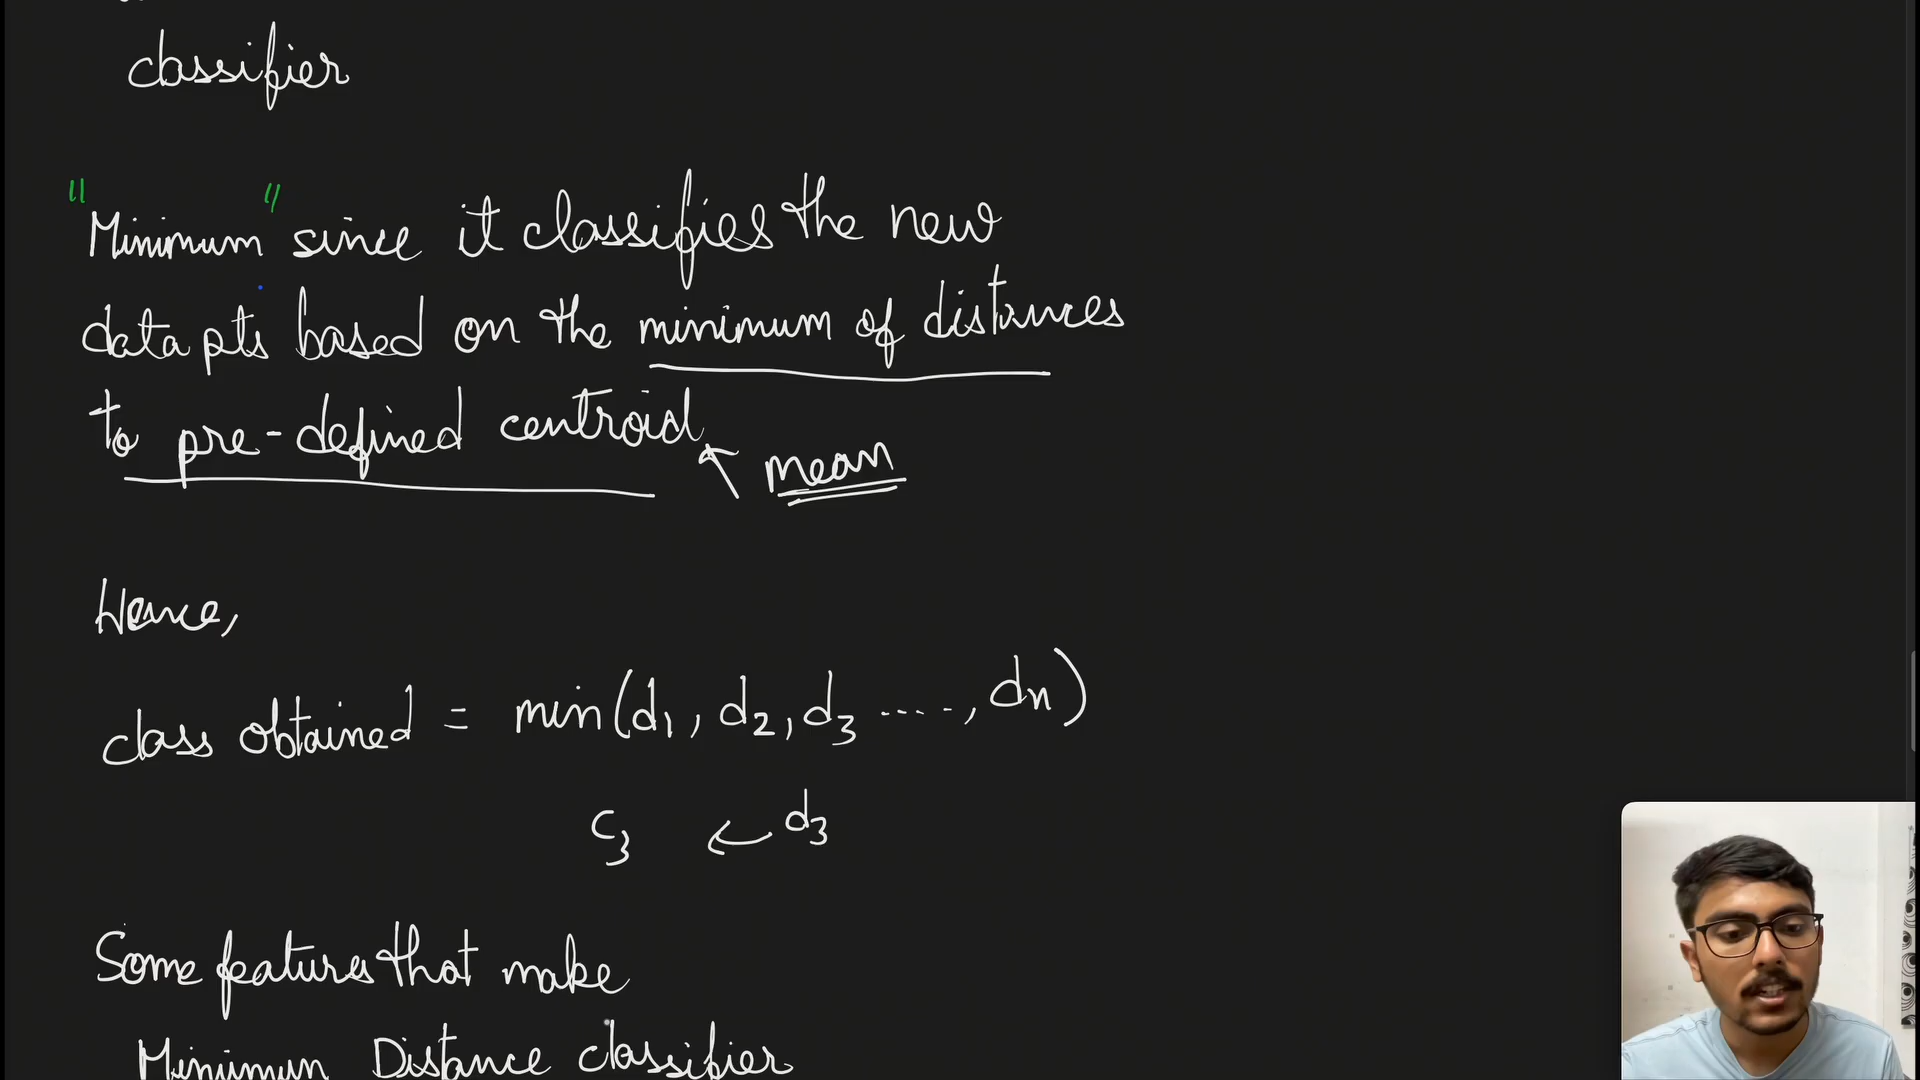 classifier
"Minimum" since it classifies the new
data pts based on the minimum of distances
to pre-defined centroid
mean
Hence,
class obtained = min(d1, d2, d3 ....., dn)
c3 ← d3
Some features that make
Minimum Distance classifier